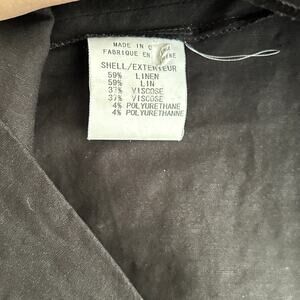 MADE IN
FABRIQUE EN
SHELL/EXTERIEUR
59% LINEN
59% LIN
37% VISCOSE
37% VISCOSE
4% POLYURETHANE
4% POLYURETHANNE